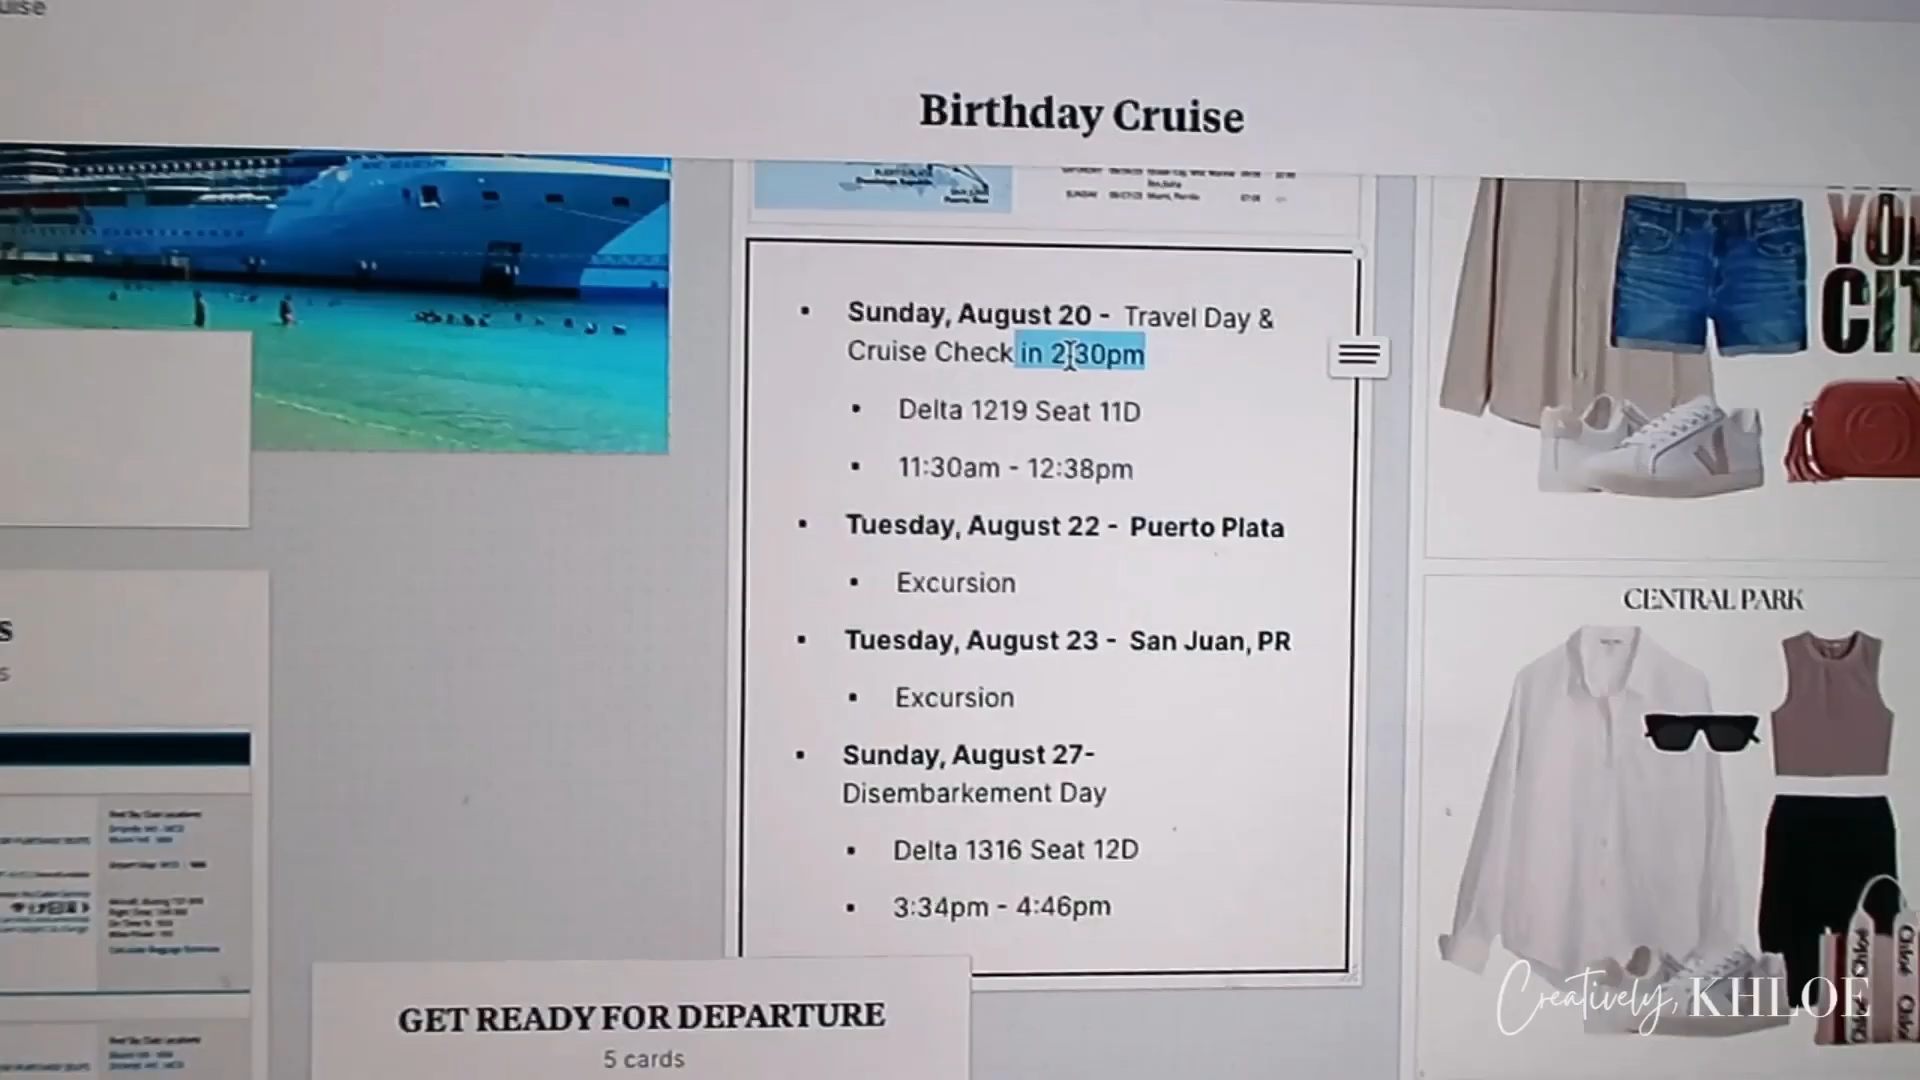 Birthday Cruise
Sunday, August 20 - Travel Day &
Cruise Check in 2:30pm
Delta 1219 Seat 11D
11:30am - 12:38pm
Tuesday, August 22 - Puerto Plata
Excursion
Tuesday, August 23 - San Juan, PR
Excursion
Sunday, August 27-
Disembarkement Day
Delta 1316 Seat 12D
3:34pm - 4:46pm
GET READY FOR DEPARTURE
5 cards
CENTRAL PARK
Creatively, KHLOE